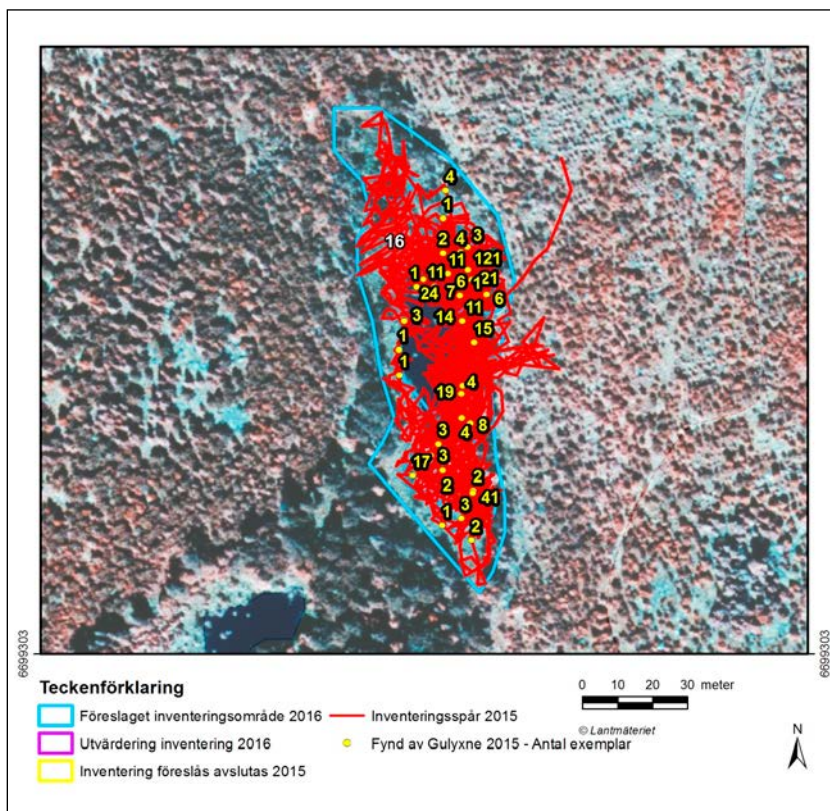 4
1
2 4 3
16
11 121
1 11 6 1 21
24 7 6
3 14 11
1 15
1
4
19
3 4 8
3
17
2 2
41
1 3
2
6699303 6699303
Teckenförklaring
Föreslaget inventeringsområde 2016
Inventeringsspår 2015
Utvärdering inventering 2016
Fynd av Gulyxne 2015 - Antal exemplar
Inventering föreslås avslutas 2015
0 10 20 30 meter
© Lantmäteriet
N